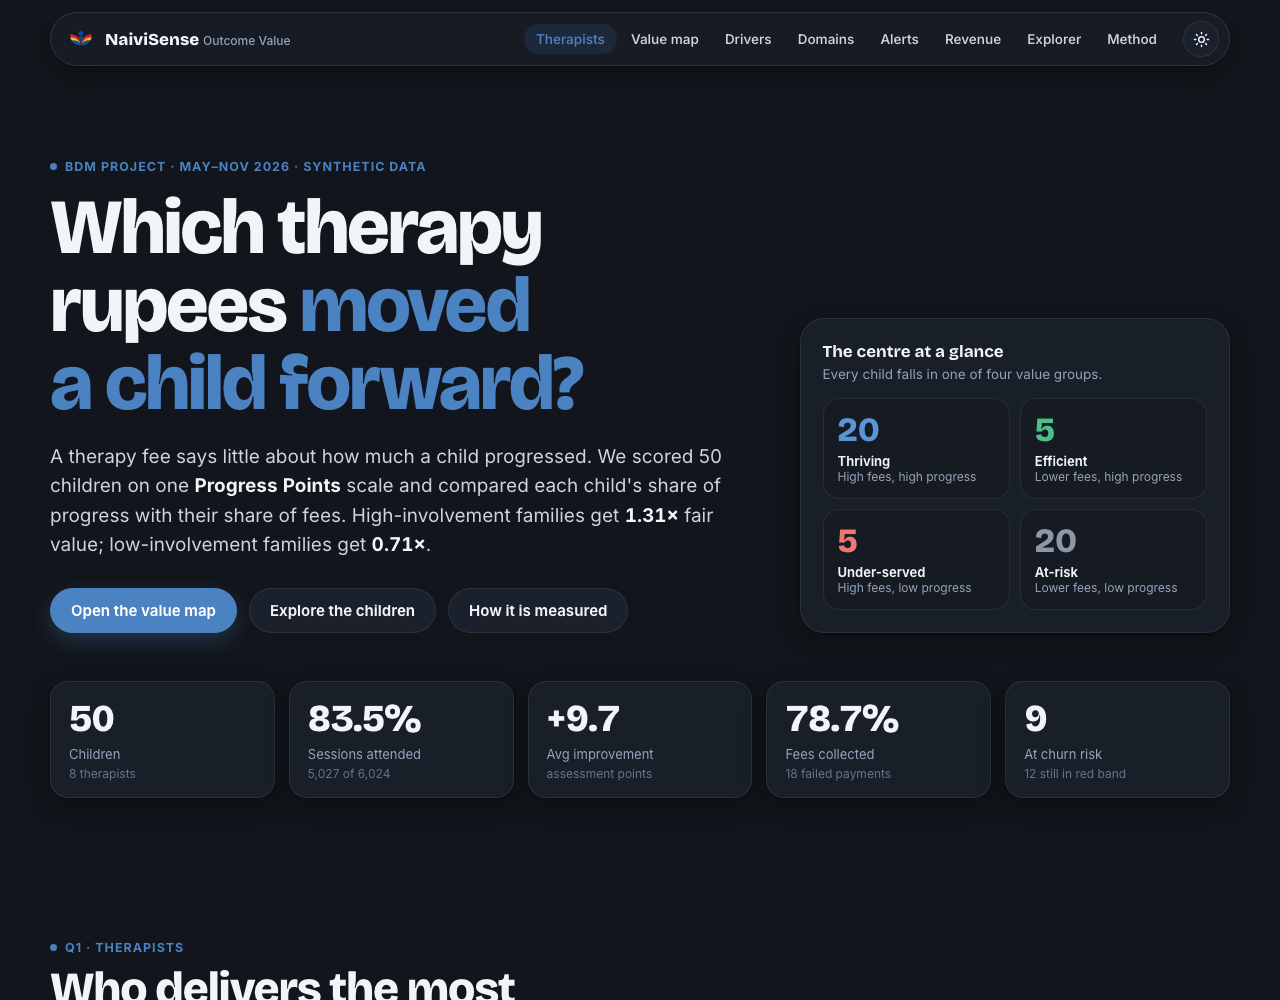 NaiviSense Outcome Value
Therapists
Value map
Drivers
Domains
Alerts
Revenue
Explorer
Method
BDM PROJECT · MAY–NOV 2026 · SYNTHETIC DATA
Which therapy
rupees moved
a child forward?
A therapy fee says little about how much a child progressed. We scored 50
children on one Progress Points scale and compared each child's share of
progress with their share of fees. High-involvement families get 1.31× fair
value; low-involvement families get 0.71×.
Open the value map
Explore the children
How it is measured
The centre at a glance
Every child falls in one of four value groups.
20
Thriving
High fees, high progress
5
Efficient
Lower fees, high progress
5
Under-served
High fees, low progress
20
At-risk
Lower fees, low progress
50
Children
8 therapists
83.5%
Sessions attended
5,027 of 6,024
+9.7
Avg improvement
assessment points
78.7%
Fees collected
18 failed payments
9
At churn risk
12 still in red band
Q1 · THERAPISTS
Who delivers the most